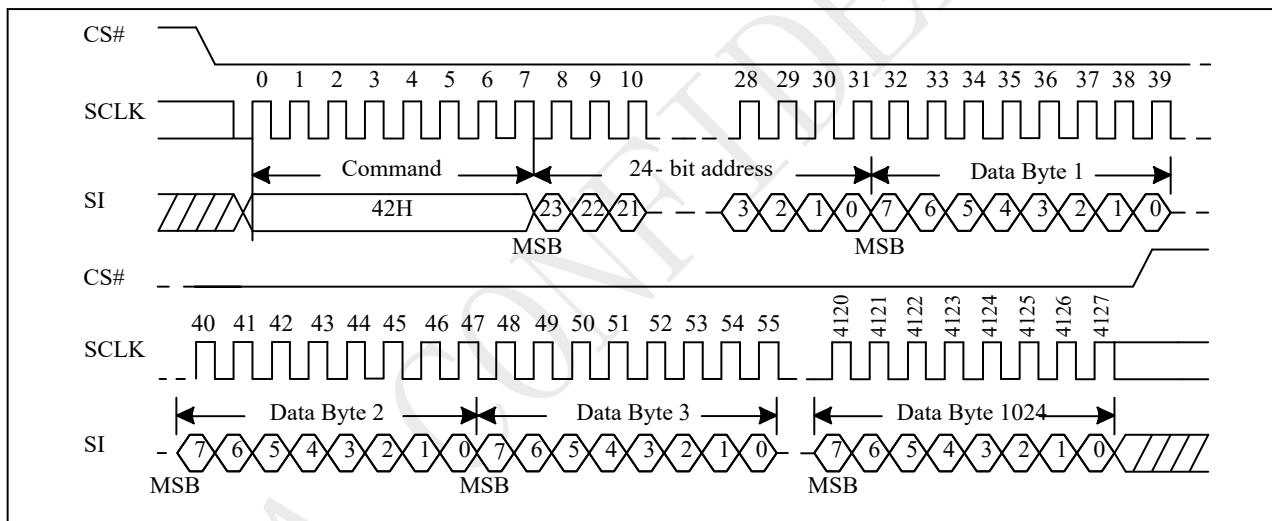 CS#
0 1 2 3 4 5 6 7 8 9 10 28 29 30 31 32 33 34 35 36 37 38 39
SCLK
Command 24- bit address Data Byte 1
SI 42H 23 22 21 3 2 1 0 7 6 5 4 3 2 1 0
MSB MSB
CS#
40 41 42 43 44 45 46 47 48 49 50 51 52 53 54 55 4120 4121 4122 4123 4124 4125 4126 4127
SCLK
Data Byte 2 Data Byte 3 Data Byte 1024
SI 7 6 5 4 3 2 1 0 7 6 5 4 3 2 1 0 7 6 5 4 3 2 1 0
MSB MSB MSB